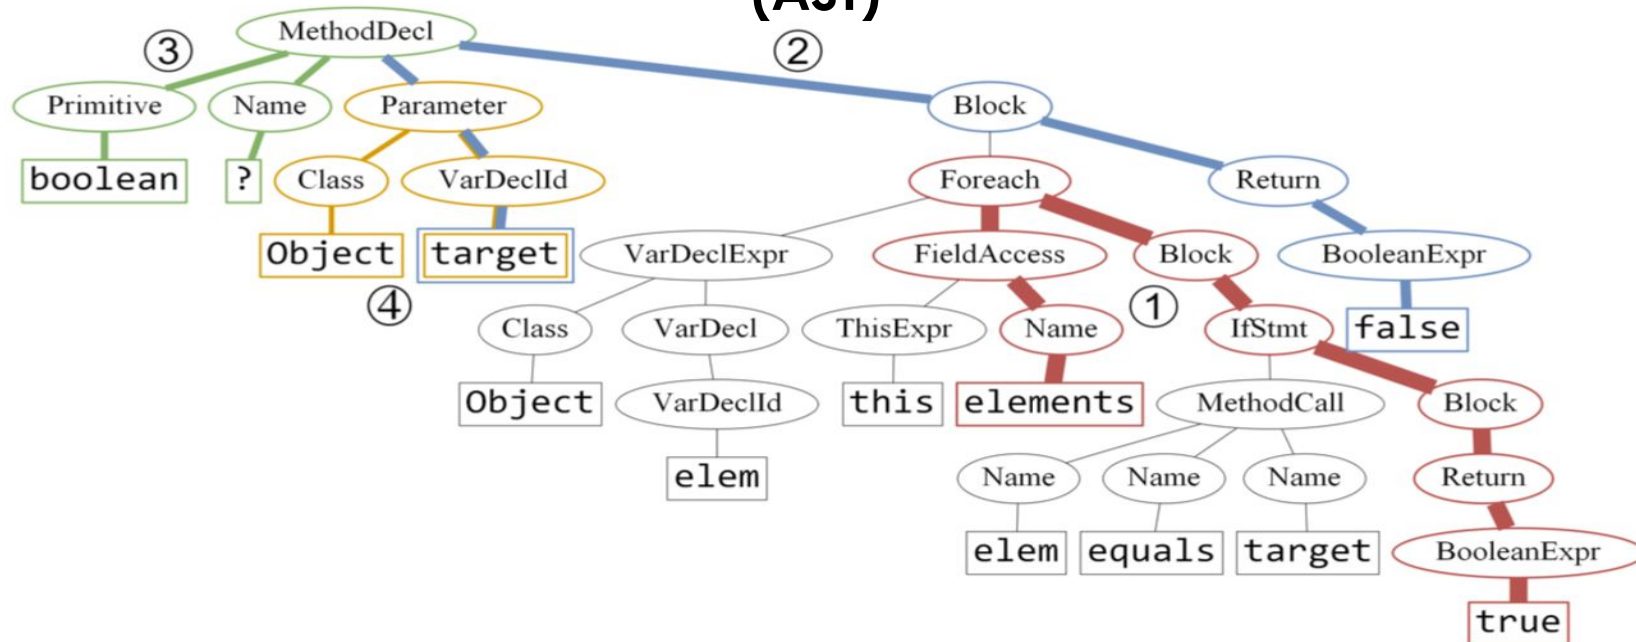 (AST)
MethodDecl
③ ②
Primitive Name Parameter Block
boolean ? Class VarDeclId Foreach Return
Object target VarDeclExpr FieldAccess Block BooleanExpr
④ ①
Class VarDecl ThisExpr Name IfStmt false
Object VarDeclId this elements MethodCall Block
elem Name Name Name Return
elem equals target BooleanExpr
true